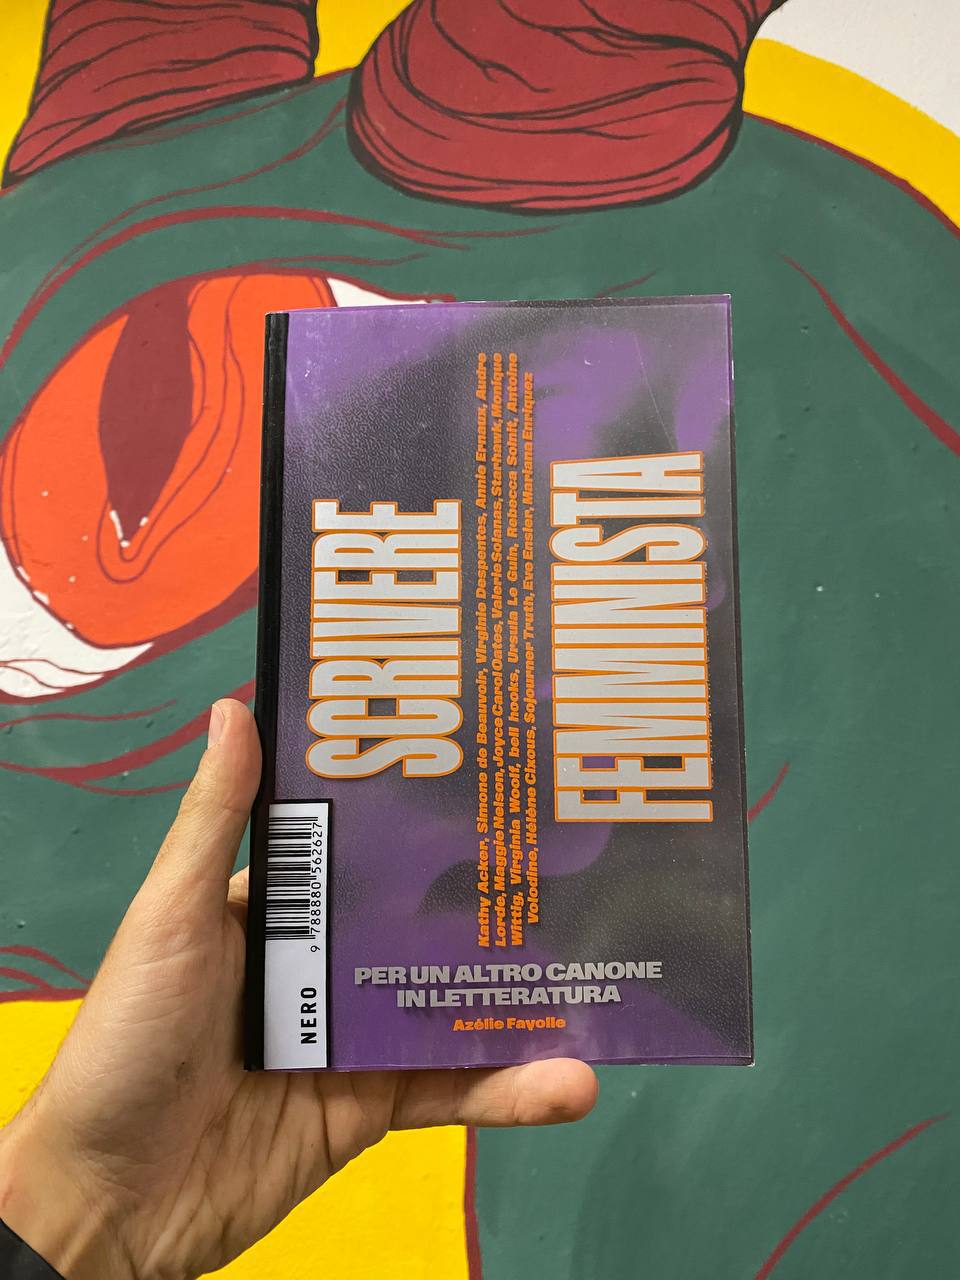 SCRIVERE
Kathy Acker, Simone de Beauvoir, Virginie Despentes, Annie Ernaux, Audre
Lorde, Maggie Nelson, Joyce Carol Oates, Valerie Solanas, Starhawk, Monique
Wittig, Virginia Woolf, bell hooks, Ursula Le Guin, Rebecca Solnit, Antoine
Volodine, Hélène Cixous, Sojourner Truth, Eve Ensler, Mariana Enriquez
FEMMINISTA
PER UN ALTRO CANONE
IN LETTERATURA
Azélie Fayolle
9 788880 562627
NERO